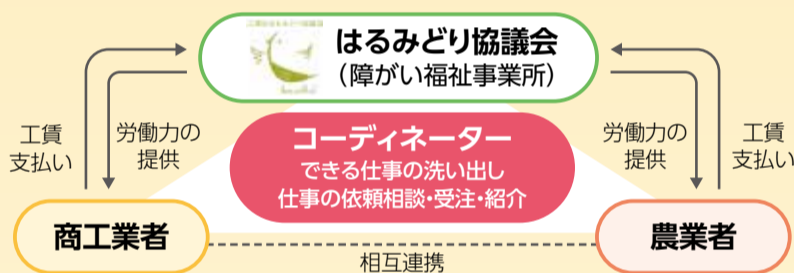 はるみどり協議会
（障がい福祉事業所）
工賃
支払い
労働力の
提供
コーディネーター
できる仕事の洗い出し
仕事の依頼相談・受注・紹介
労働力の
提供
工賃
支払い
商工業者
農業者
相互連携